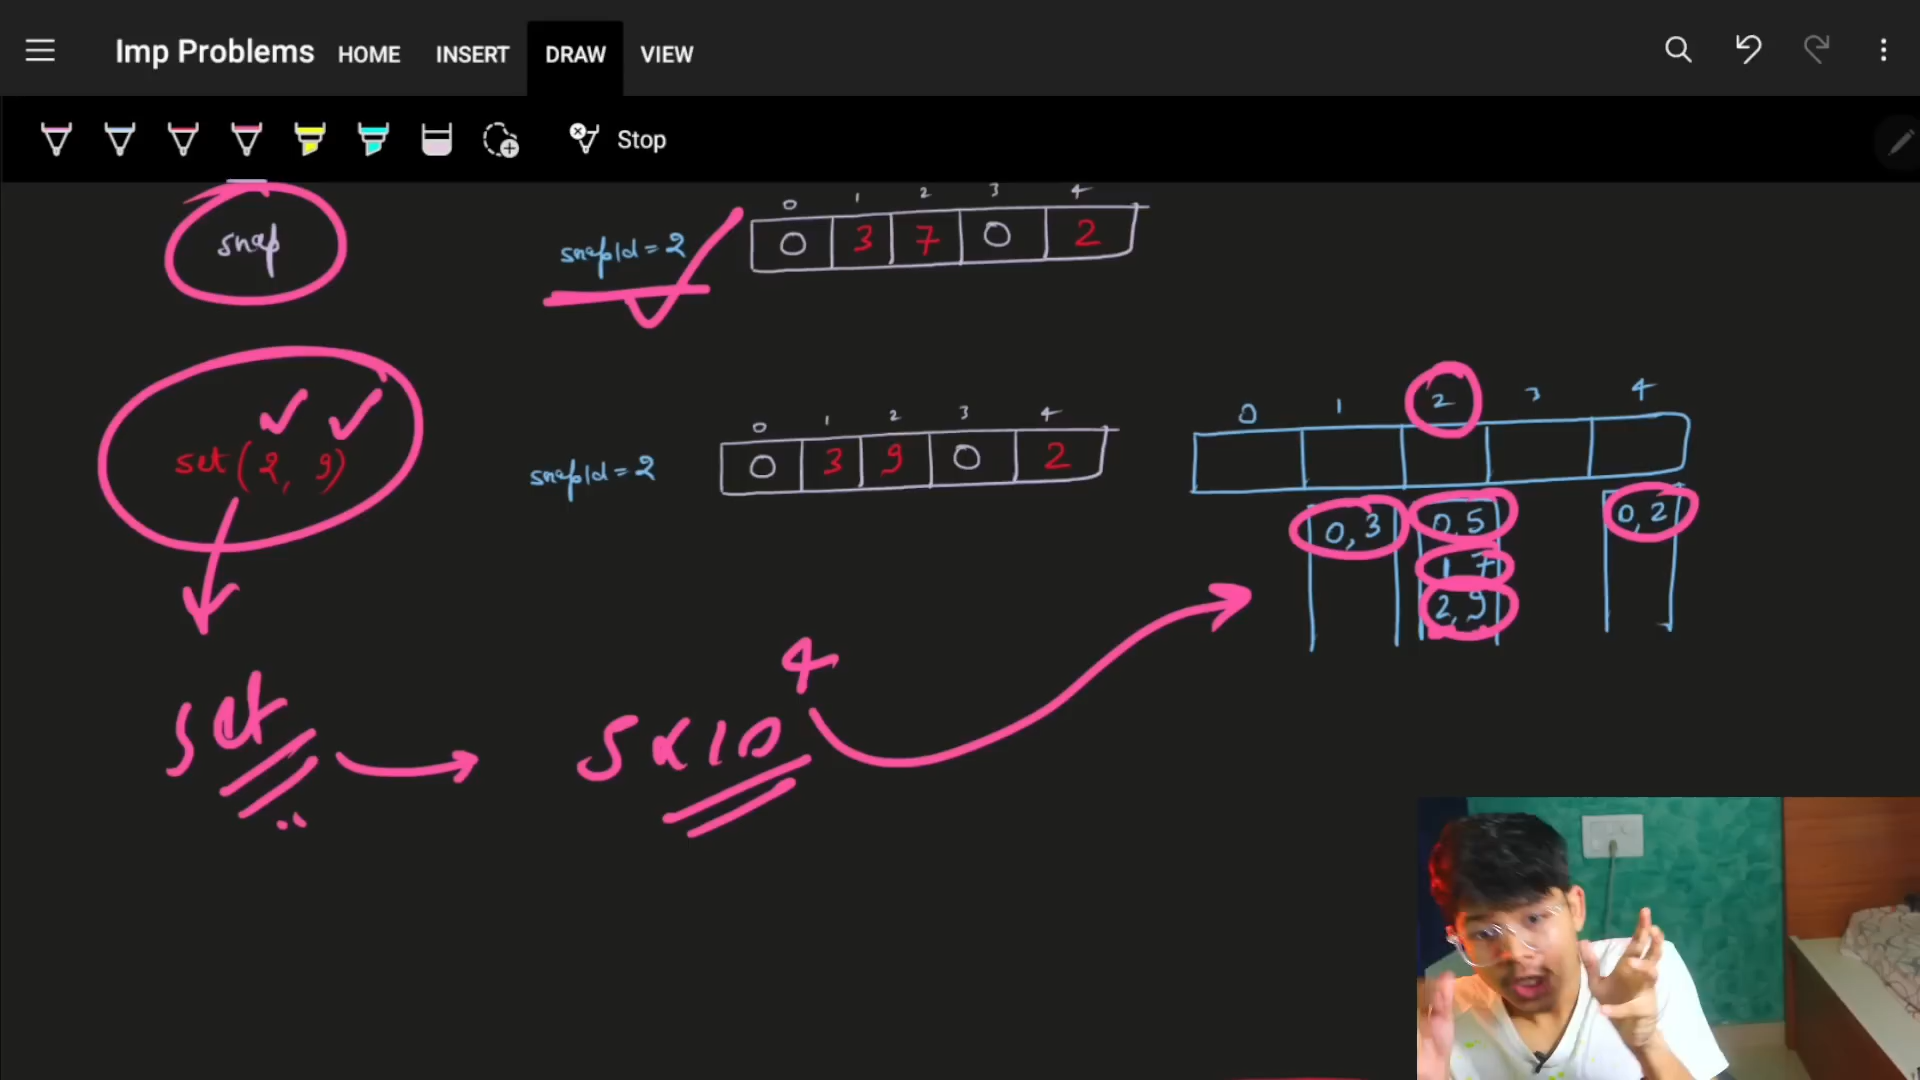 Imp Problems HOME INSERT DRAW VIEW
Stop
snap
snapId = 2
0 1 2 3 4
0 3 7 0 2
set(2, 9)
snapId = 2
0 1 2 3 4
0 3 9 0 2
0 1 2 3 4
0, 3
0, 5
1 7
2, 9
0, 2
set
5x10
4